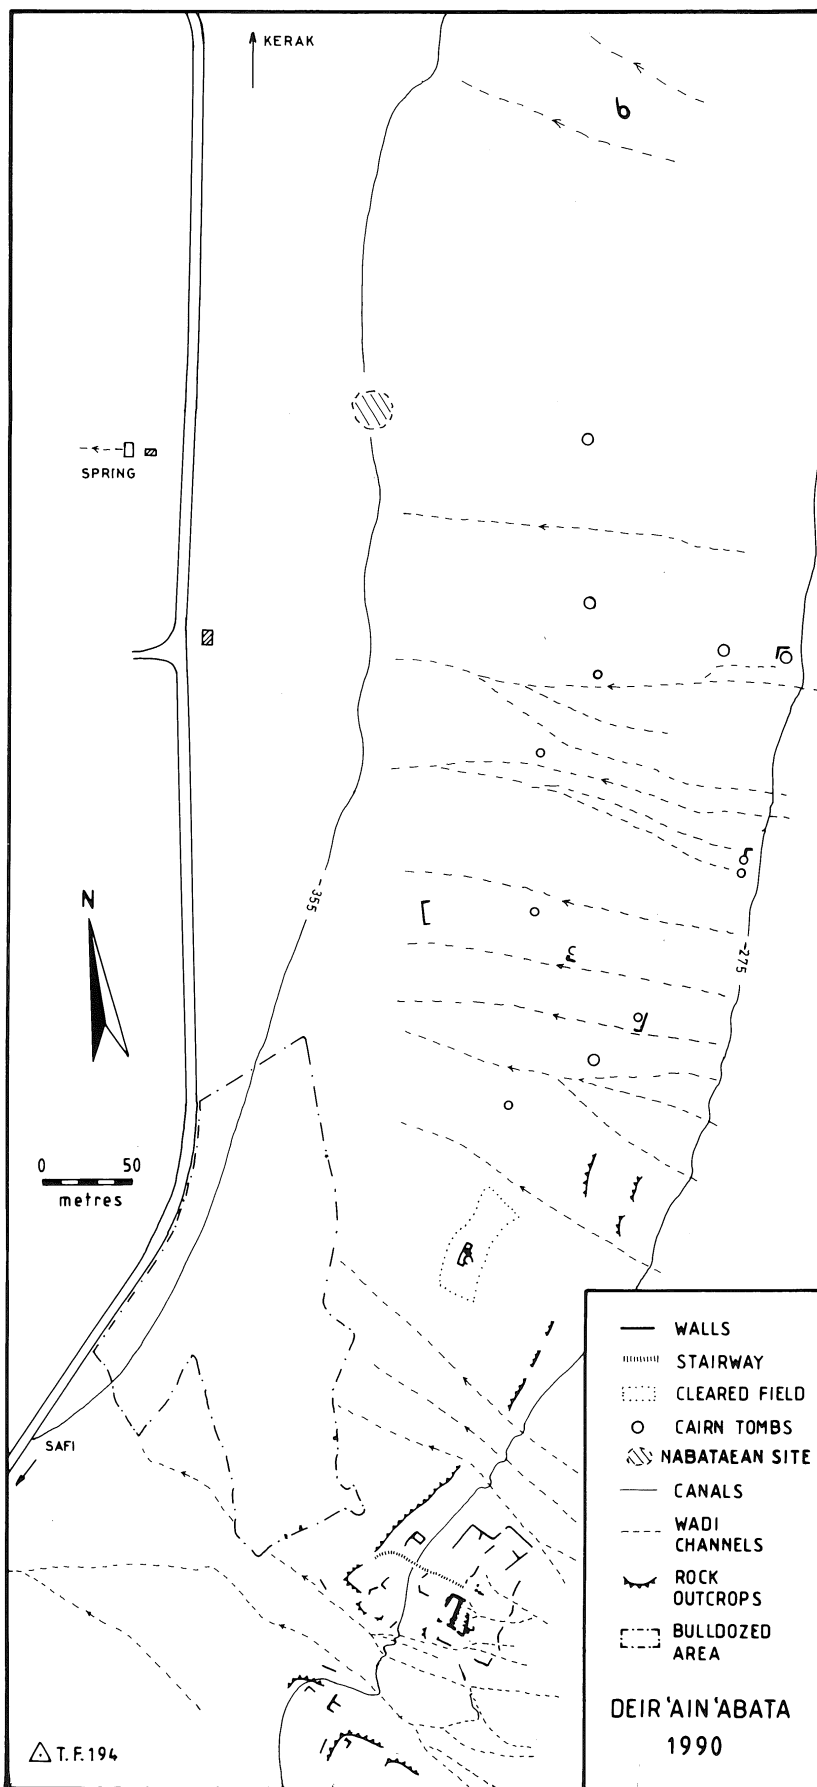 KERAK
SPRING
-355
N
-275
0 50
metres
WALLS
STAIRWAY
CLEARED FIELD
CAIRN TOMBS
NABATAEAN SITE
CANALS
WADI
CHANNELS
ROCK
OUTCROPS
BULLDOZED
AREA
SAFI
DEIR 'AIN 'ABATA
1990
T.F.194